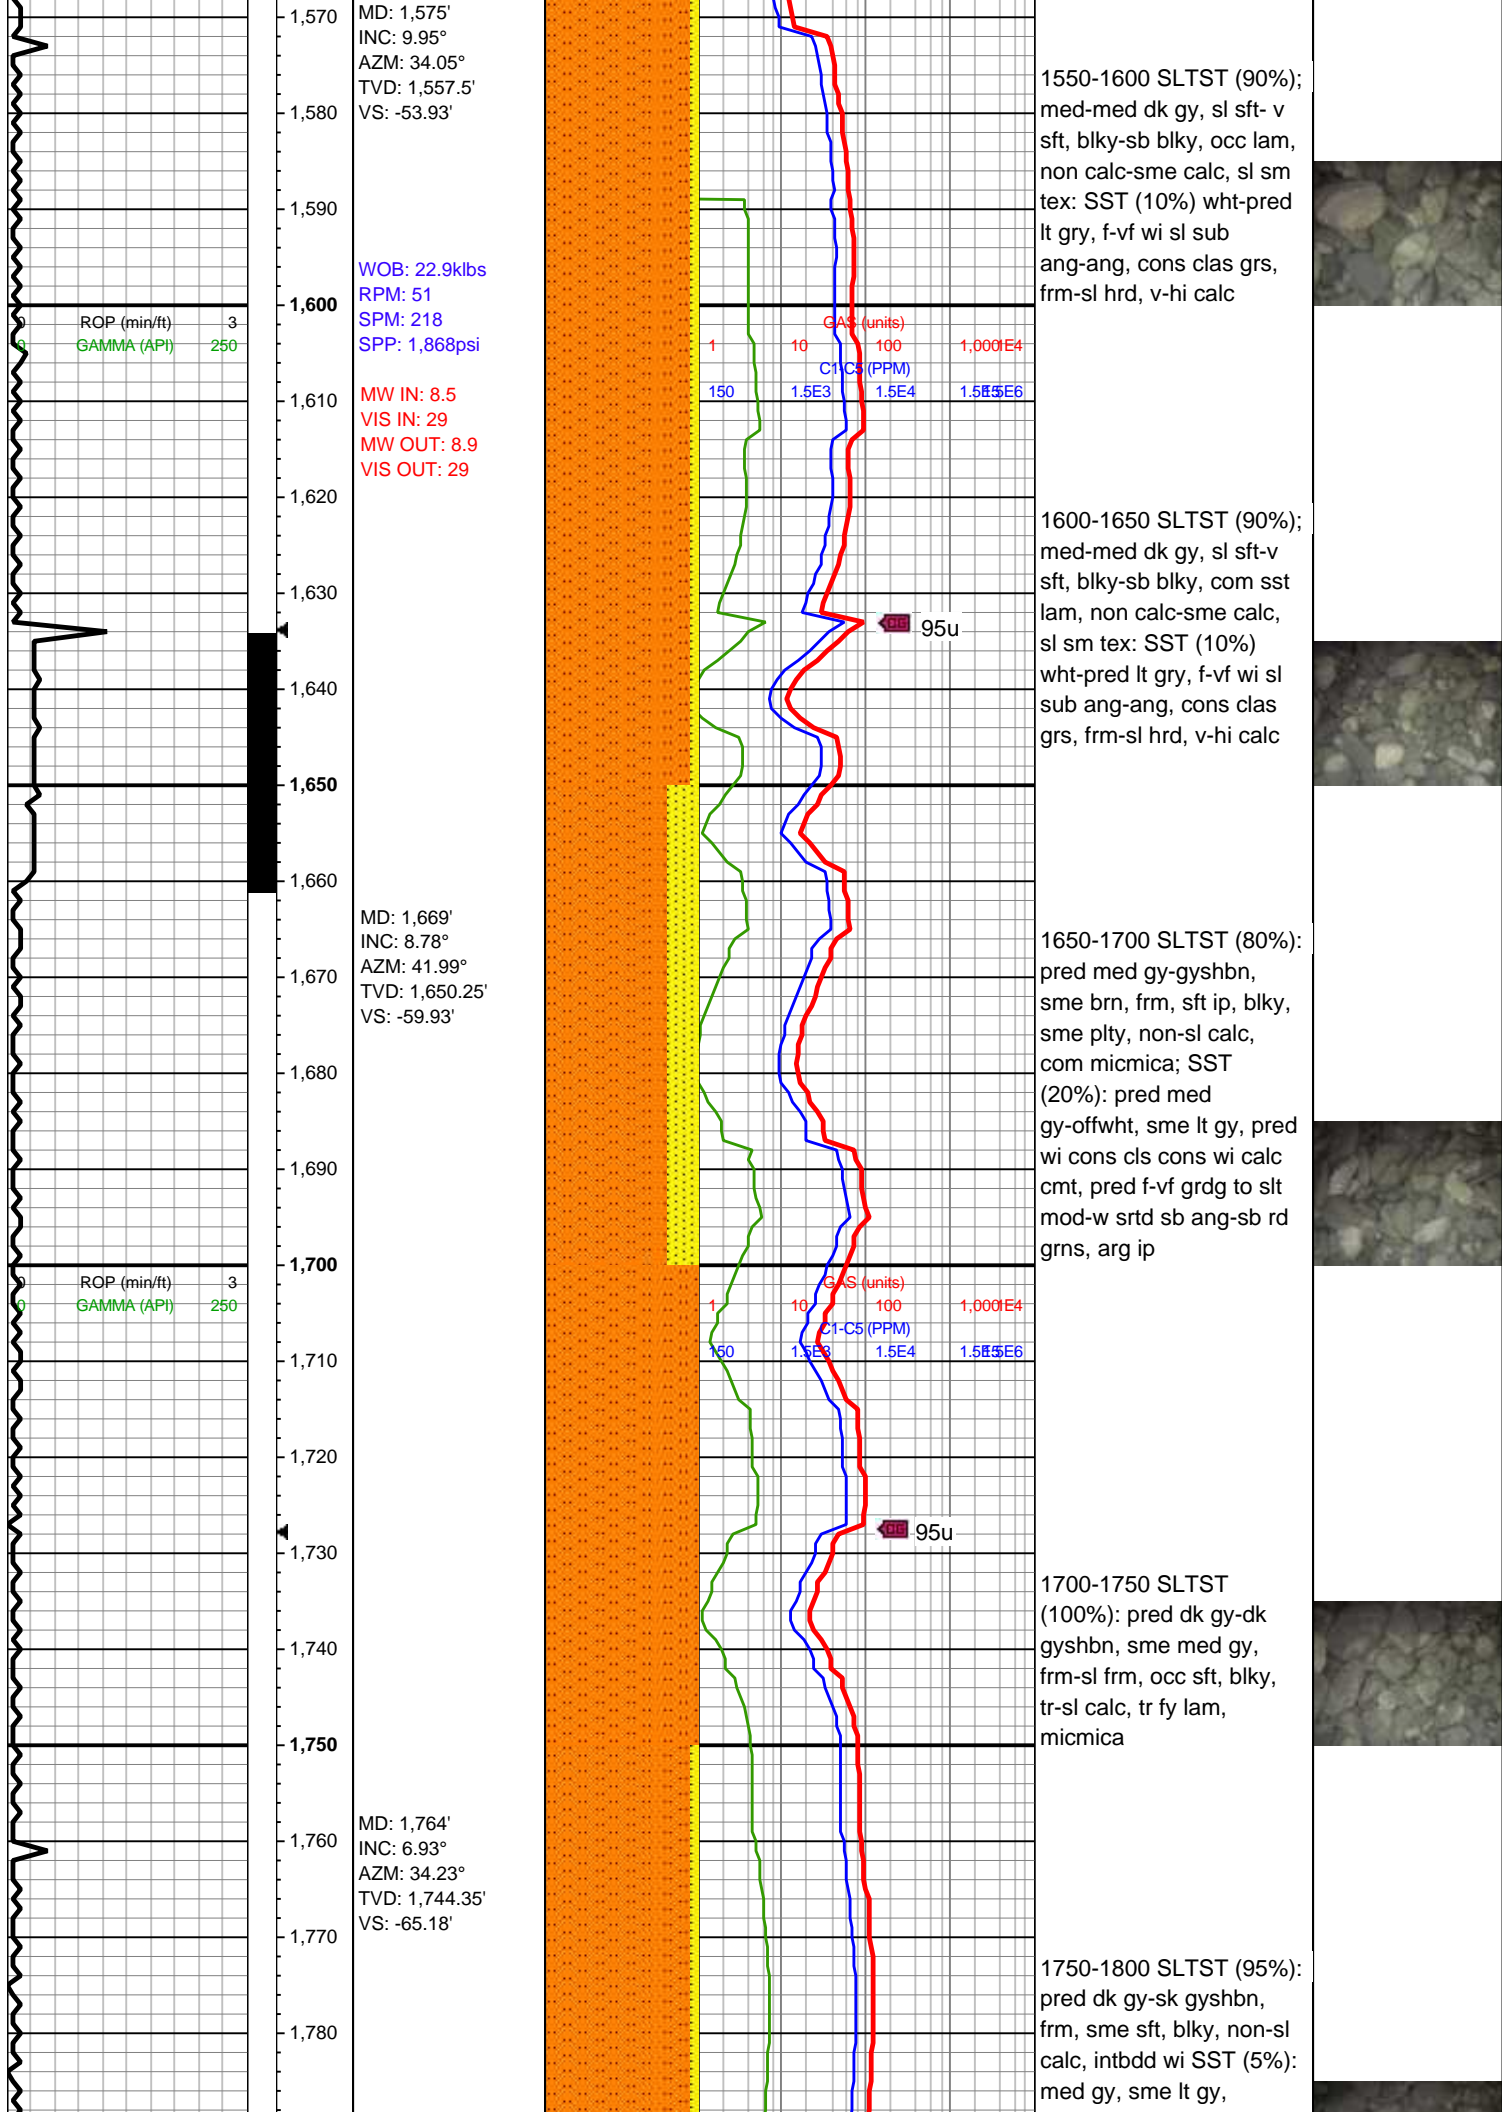 1,570
1,580
1,590
1,600
0 ROP (min/ft) 3
0 GAMMA (API) 250
1,610
1,620
1,630
1,640
1,650
1,660
1,670
1,680
1,690
1,700
0 ROP (min/ft) 3
0 GAMMA (API) 250
1,710
1,720
1,730
1,740
1,750
1,760
1,770
1,780
MD: 1,575'
INC: 9.95°
AZM: 34.05°
TVD: 1,557.5'
VS: -53.93'
WOB: 22.9klbs
RPM: 51
SPM: 218
SPP: 1,868psi
MW IN: 8.5
VIS IN: 29
MW OUT: 8.9
VIS OUT: 29
MD: 1,669'
INC: 8.78°
AZM: 41.99°
TVD: 1,650.25'
VS: -59.93'
MD: 1,764'
INC: 6.93°
AZM: 34.23°
TVD: 1,744.35'
VS: -65.18'
GAS (units)
1 10 100 1,000 1E4
C1-C5 (PPM)
150 1.5E3 1.5E4 1.5E5 1.5E6
OG 95u
GAS (units)
1 10 100 1,000 1E4
C1-C5 (PPM)
150 1.5E3 1.5E4 1.5E5 1.5E6
OG 95u
1550-1600 SLTST (90%);
med-med dk gy, sl sft- v
sft, blky-sb blky, occ lam,
non calc-sme calc, sl sm
tex: SST (10%) wht-pred
lt gry, f-vf wi sl sub
ang-ang, cons clas grs,
frm-sl hrd, v-hi calc
1600-1650 SLTST (90%);
med-med dk gy, sl sft-v
sft, blky-sb blky, com sst
lam, non calc-sme calc,
sl sm tex: SST (10%)
wht-pred lt gry, f-vf wi sl
sub ang-ang, cons clas
grs, frm-sl hrd, v-hi calc
1650-1700 SLTST (80%):
pred med gy-gyshbn,
sme brn, frm, sft ip, blky,
sme plty, non-sl calc,
com micmica; SST
(20%): pred med
gy-offwht, sme lt gy, pred
wi cons cls cons wi calc
cmt, pred f-vf grdg to slt
mod-w srtd sb ang-sb rd
grns, arg ip
1700-1750 SLTST
(100%): pred dk gy-dk
gyshbn, sme med gy,
frm-sl frm, occ sft, blky,
tr-sl calc, tr fy lam,
micmica
1750-1800 SLTST (95%):
pred dk gy-sk gyshbn,
frm, sme sft, blky, non-sl
calc, intbdd wi SST (5%):
med gy, sme lt gy,